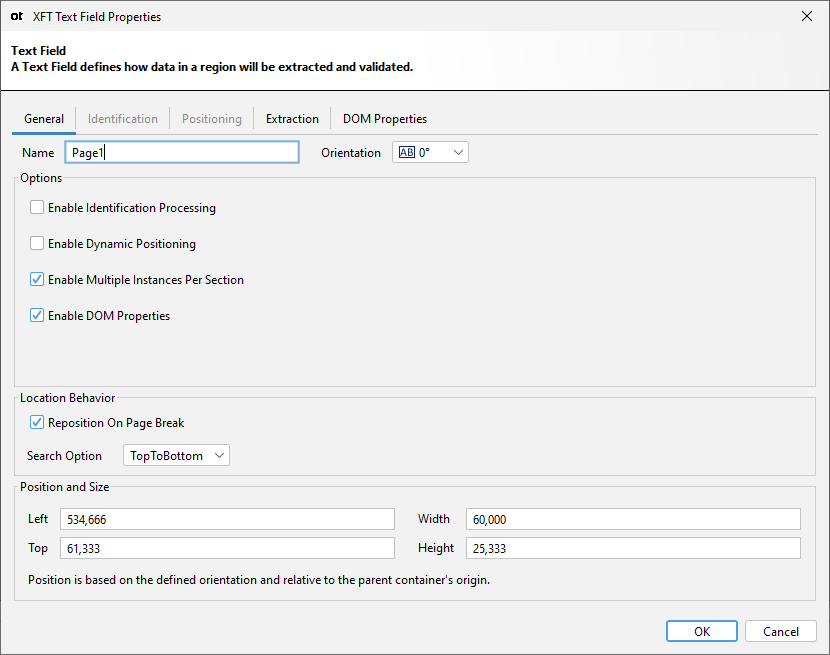 ot XFT Text Field Properties
Text Field
A Text Field defines how data in a region will be extracted and validated.
General Identification Positioning Extraction DOM Properties
Name Page1 Orientation AB 0°
Options
Enable Identification Processing
Enable Dynamic Positioning
Enable Multiple Instances Per Section
Enable DOM Properties
Location Behavior
Reposition On Page Break
Search Option TopToBottom
Position and Size
Left 534,666 Width 60,000
Top 61,333 Height 25,333
Position is based on the defined orientation and relative to the parent container's origin.
OK Cancel